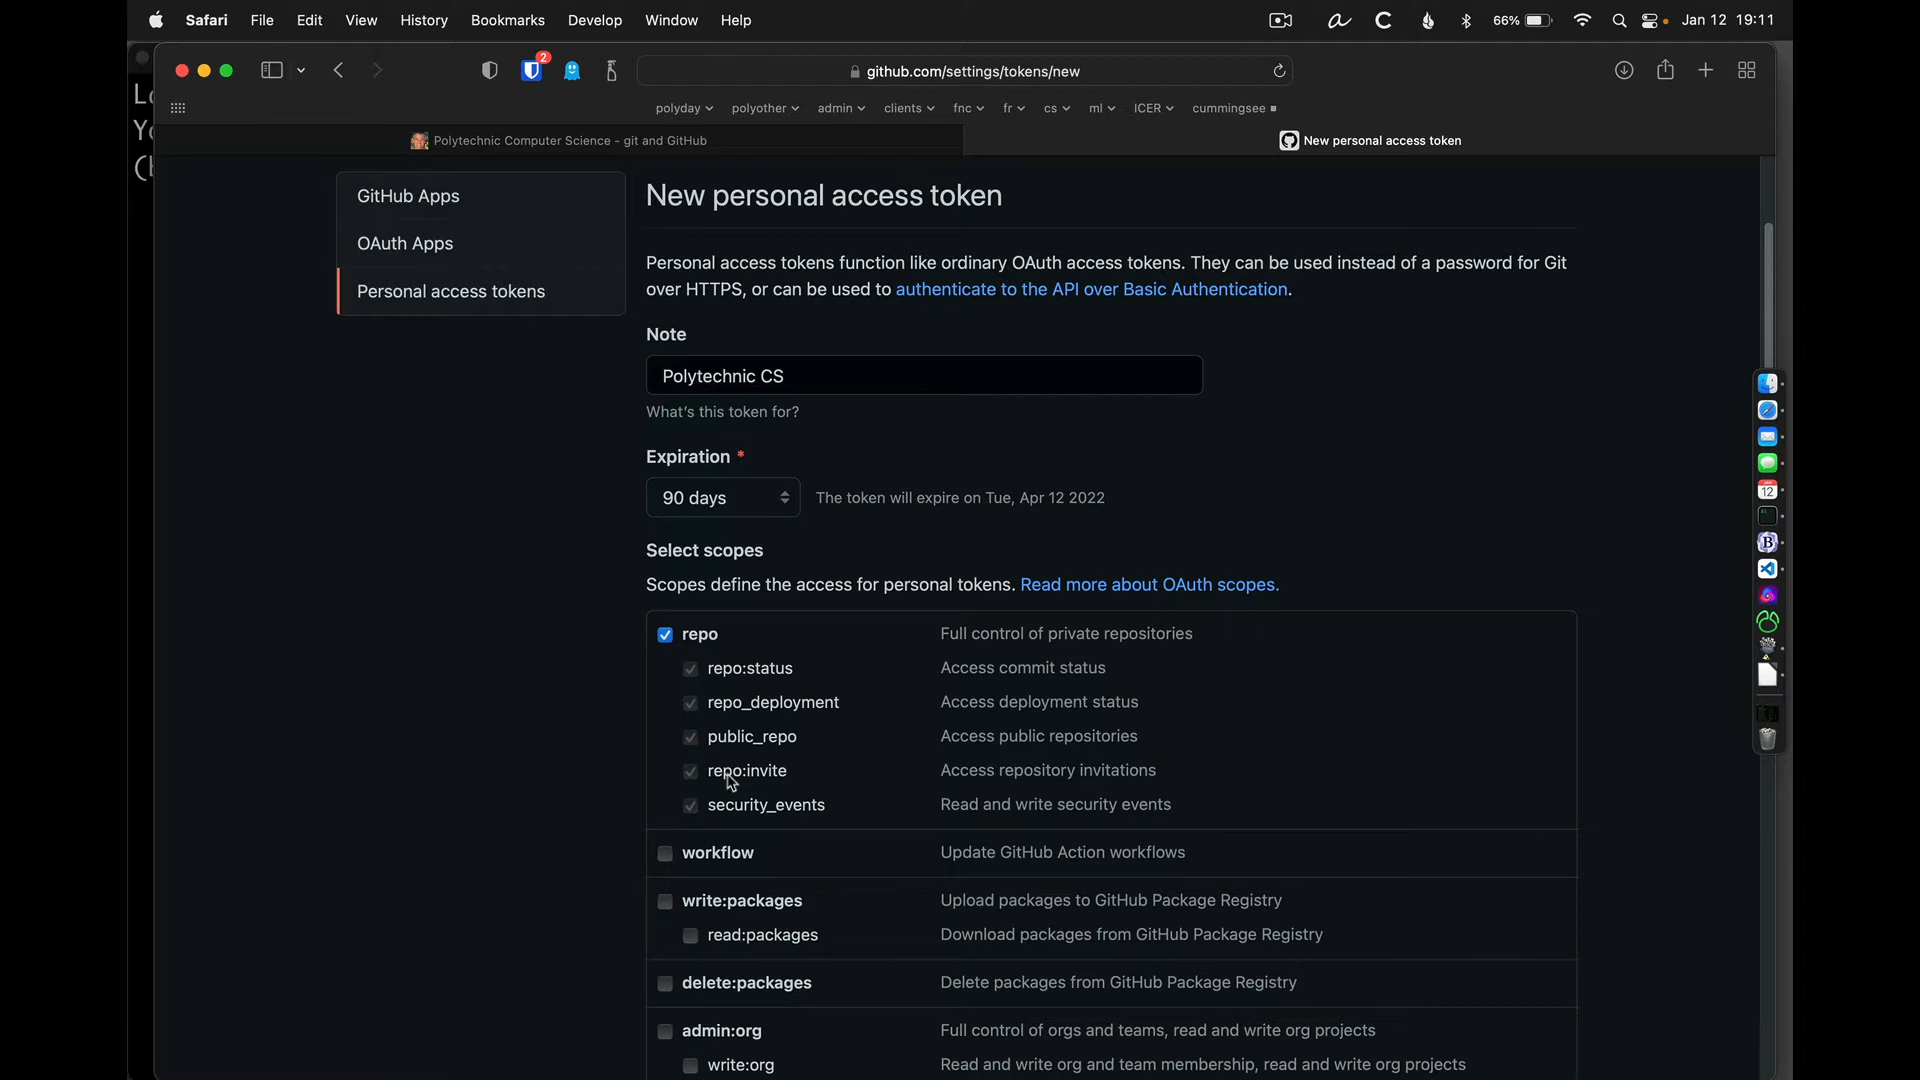 Safari File Edit View History Bookmarks Develop Window Help 66% Jan 12 19:11
2
github.com/settings/tokens/new
polyday polyother admin clients fnc fr cs ml ICER cummingsee
Polytechnic Computer Science - git and GitHub
New personal access token
GitHub Apps
OAuth Apps
Personal access tokens
New personal access token
Personal access tokens function like ordinary OAuth access tokens. They can be used instead of a password for Git
over HTTPS, or can be used to authenticate to the API over Basic Authentication.
Note
Polytechnic CS
What's this token for?
Expiration *
90 days The token will expire on Tue, Apr 12 2022
Select scopes
Scopes define the access for personal tokens. Read more about OAuth scopes.
repo Full control of private repositories
repo:status Access commit status
repo_deployment Access deployment status
public_repo Access public repositories
repo:invite Access repository invitations
security_events Read and write security events
workflow Update GitHub Action workflows
write:packages Upload packages to GitHub Package Registry
read:packages Download packages from GitHub Package Registry
delete:packages Delete packages from GitHub Package Registry
admin:org Full control of orgs and teams, read and write org projects
write:org Read and write org and team membership, read and write org projects